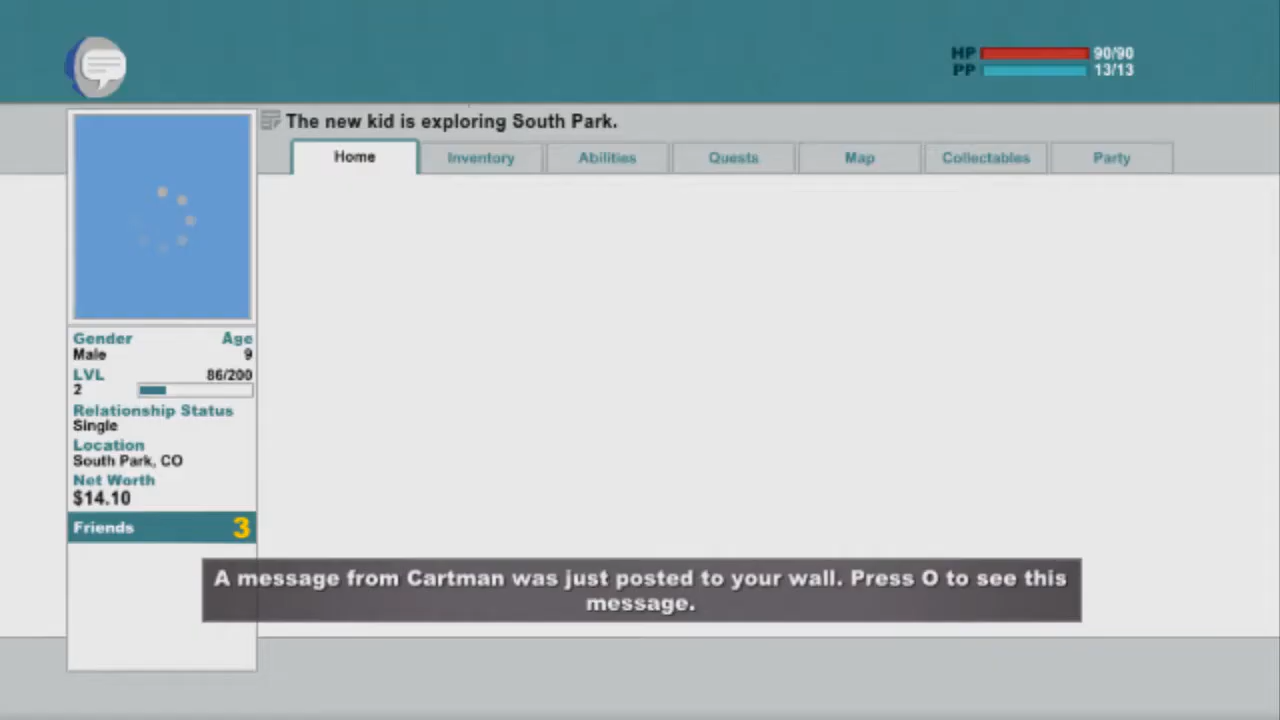 HP 90/90
PP 13/13
The new kid is exploring South Park.
Home Inventory Abilities Quests Map Collectables Party
Gender Age
Male 9
LVL 86/200
2
Relationship Status
Single
Location
South Park, CO
Net Worth
$14.10
Friends 3
A message from Cartman was just posted to your wall. Press O to see this
message.